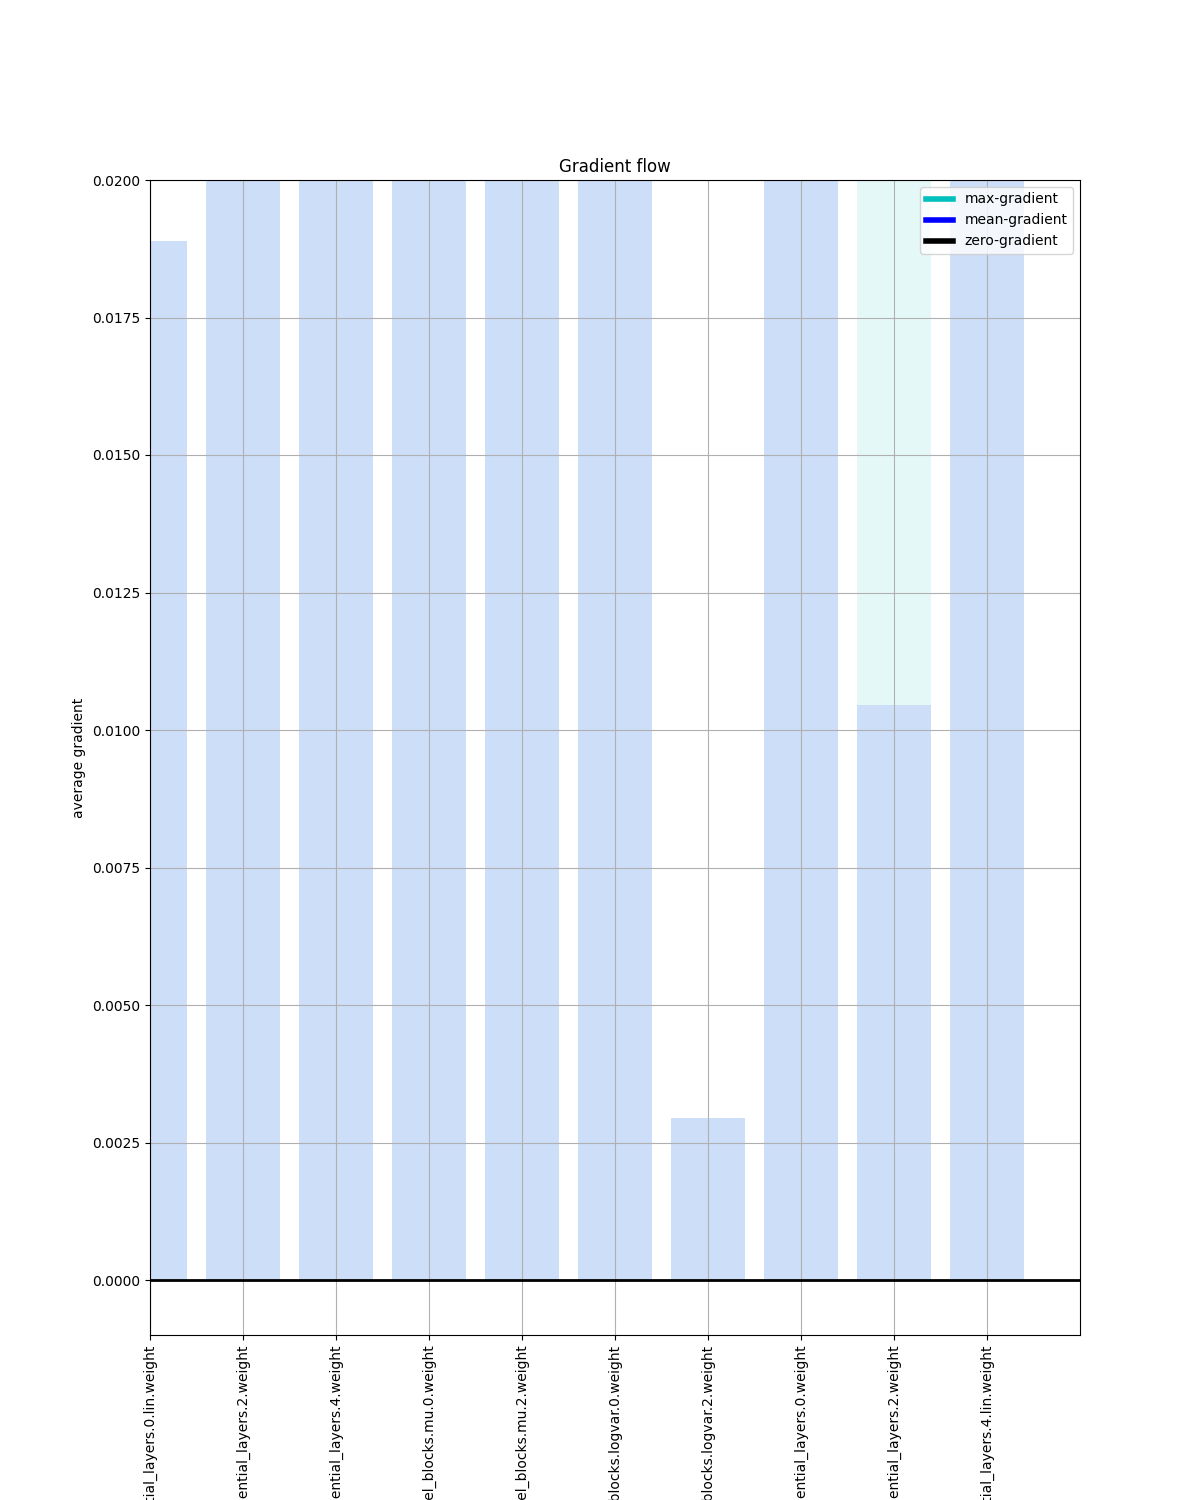 Gradient flow
max-gradient
mean-gradient
zero-gradient
0.0200
0.0175
0.0150
0.0125
0.0100
0.0075
0.0050
0.0025
0.0000
average gradient
tial_layers.0.lin.weight
ential_layers.2.weight
ential_layers.4.weight
el_blocks.mu.0.weight
el_blocks.mu.2.weight
blocks.logvar.0.weight
blocks.logvar.2.weight
ential_layers.0.weight
ential_layers.2.weight
tial_layers.4.lin.weight